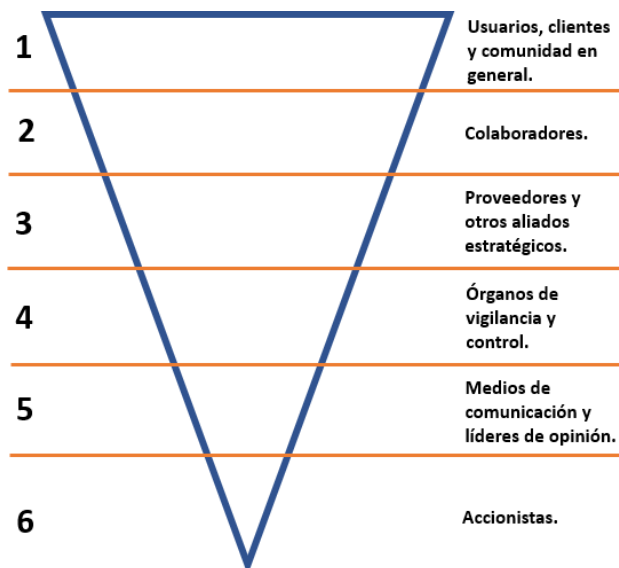 1
Usuarios, clientes
y comunidad en
general.
2
Colaboradores.
3
Proveedores y
otros aliados
estratégicos.
4
Órganos de
vigilancia y
control.
5
Medios de
comunicación y
líderes de opinión.
6
Accionistas.